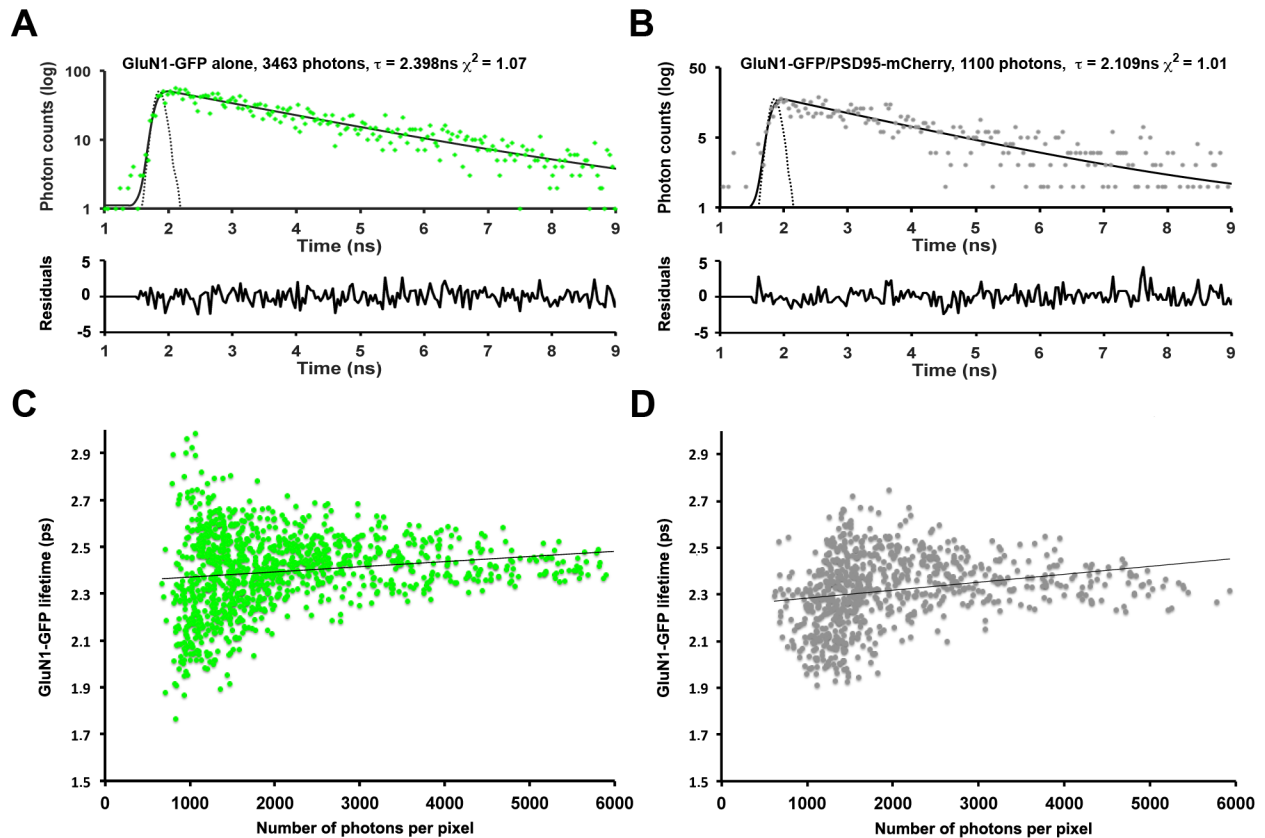 A
GluN1-GFP alone, 3463 photons, τ = 2.398ns χ² = 1.07
Photon counts (log)
100
10
1
1 2 3 4 5 6 7 8 9
Time (ns)
Residuals
5
0
-5
1 2 3 4 5 6 7 8 9
Time (ns)
B
GluN1-GFP/PSD95-mCherry, 1100 photons, τ = 2.109ns χ² = 1.01
Photon counts (log)
50
5
1
1 2 3 4 5 6 7 8 9
Time (ns)
Residuals
5
0
-5
1 2 3 4 5 6 7 8 9
Time (ns)
C
GluN1-GFP lifetime (ps)
2.9
2.7
2.5
2.3
2.1
1.9
1.7
1.5
0 1000 2000 3000 4000 5000 6000
Number of photons per pixel
D
GluN1-GFP lifetime (ps)
2.9
2.7
2.5
2.3
2.1
1.9
1.7
1.5
0 1000 2000 3000 4000 5000 6000
Number of photons per pixel